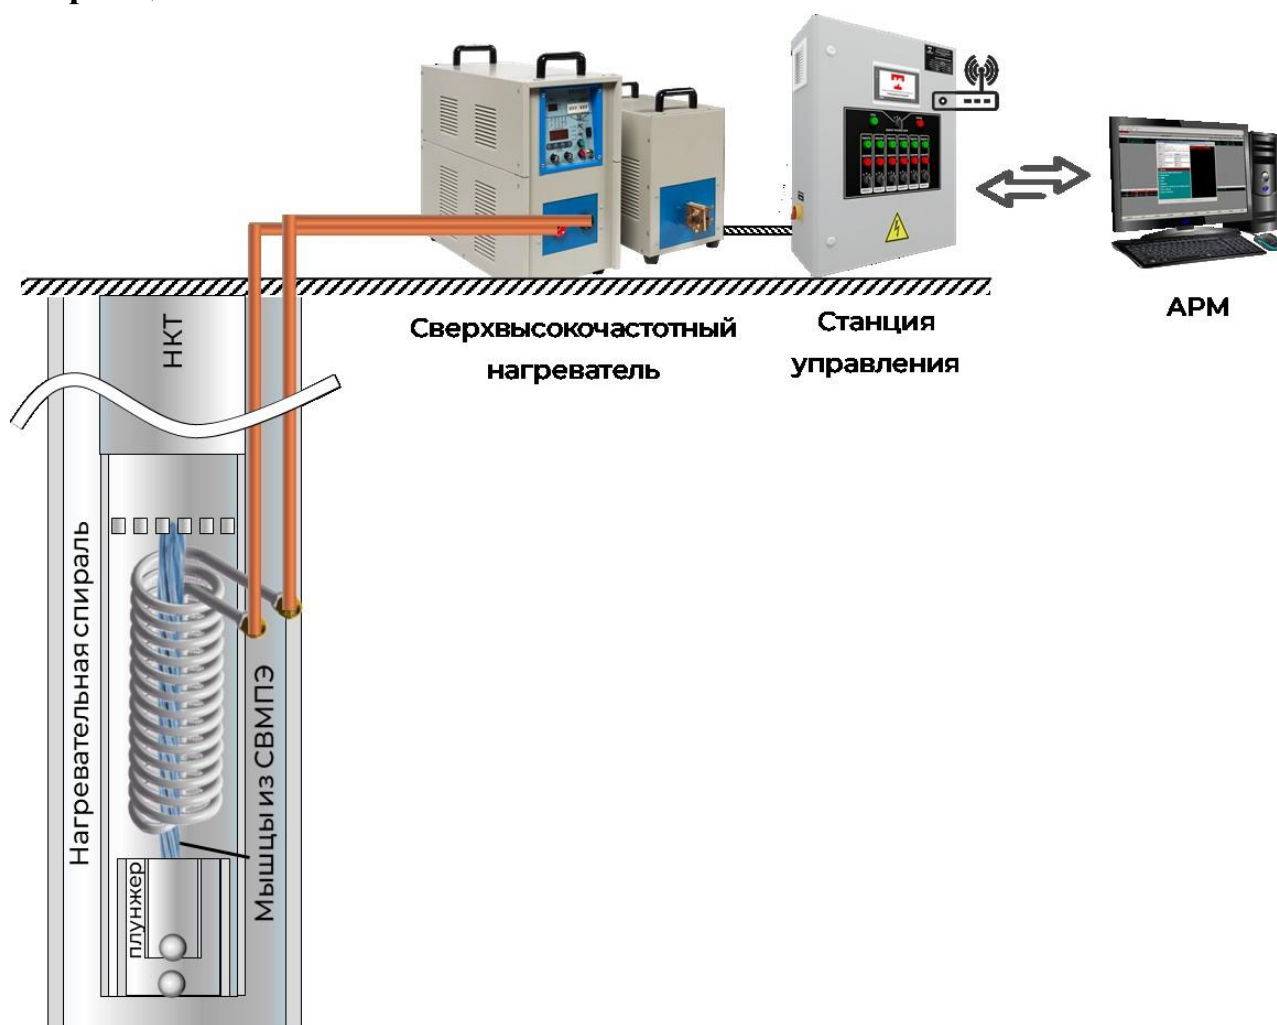 Сверхвысокочастотный
нагреватель
Станция
управления
АРМ
НКТ
Нагревательная спираль
Мышцы из СВМПЭ
плунжер